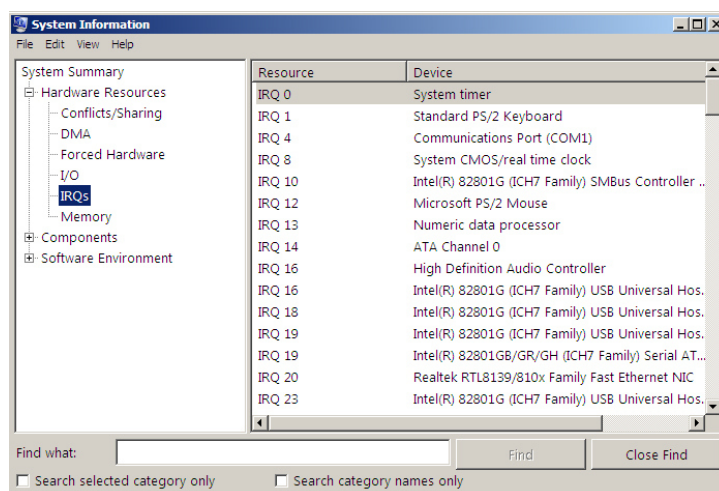 System Information
File Edit View Help
System Summary
Hardware Resources
Conflicts/Sharing
DMA
Forced Hardware
I/O
IRQs
Memory
Components
Software Environment
Resource Device
IRQ 0 System timer
IRQ 1 Standard PS/2 Keyboard
IRQ 4 Communications Port (COM1)
IRQ 8 System CMOS/real time clock
IRQ 10 Intel(R) 82801G (ICH7 Family) SMBus Controller ..
IRQ 12 Microsoft PS/2 Mouse
IRQ 13 Numeric data processor
IRQ 14 ATA Channel 0
IRQ 16 High Definition Audio Controller
IRQ 16 Intel(R) 82801G (ICH7 Family) USB Universal Hos.
IRQ 18 Intel(R) 82801G (ICH7 Family) USB Universal Hos.
IRQ 19 Intel(R) 82801G (ICH7 Family) USB Universal Hos.
IRQ 19 Intel(R) 82801GB/GR/GH (ICH7 Family) Serial AT...
IRQ 20 Realtek RTL8139/810x Family Fast Ethernet NIC
IRQ 23 Intel(R) 82801G (ICH7 Family) USB Universal Hos.
Find what: Find Close Find
Search selected category only Search category names only